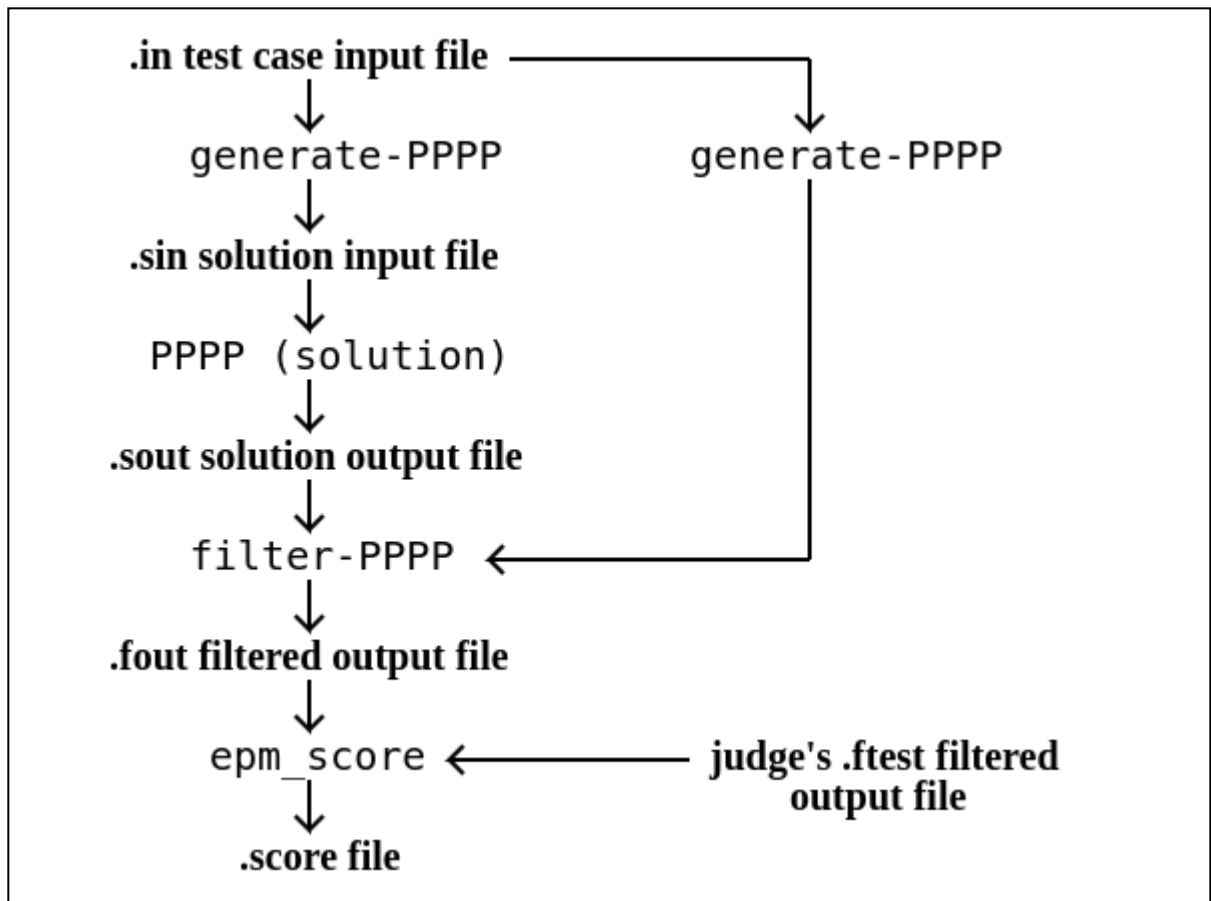 .in test case input file
generate-PPPP
generate-PPPP
.sin solution input file
PPPP (solution)
.sout solution output file
filter-PPPP
.fout filtered output file
epm_score
judge's .ftest filtered
output file
.score file